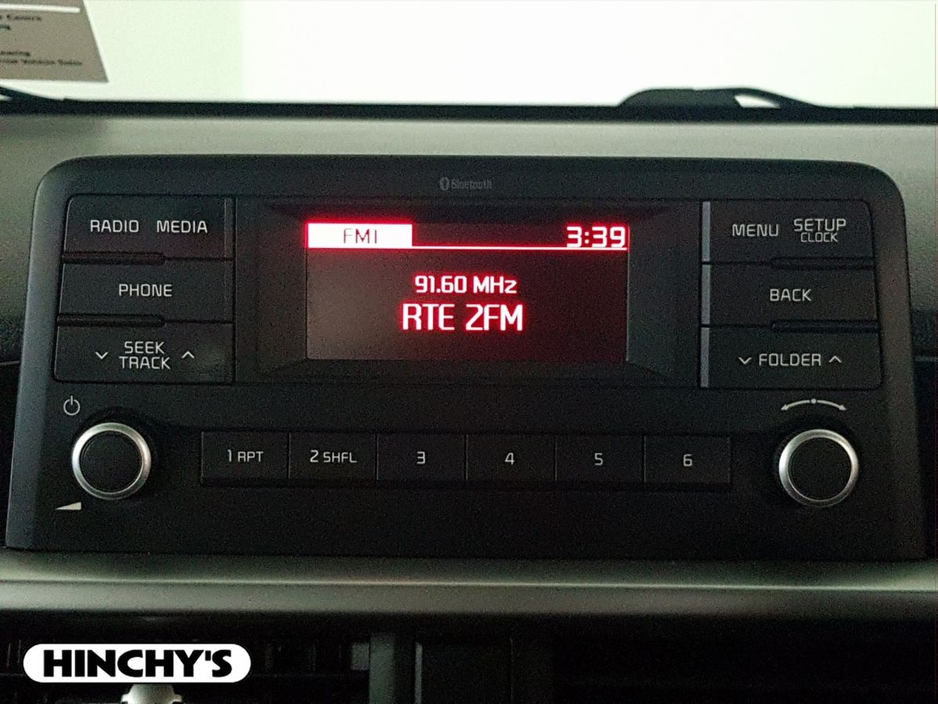 Bluetooth
RADIO MEDIA
PHONE
SEEK
TRACK
FM1 3:39
91.60 MHz
RTE 2FM
MENU SETUP
CLOCK
BACK
FOLDER
1 RPT 2 SHFL 3 4 5 6
HINCHY'S